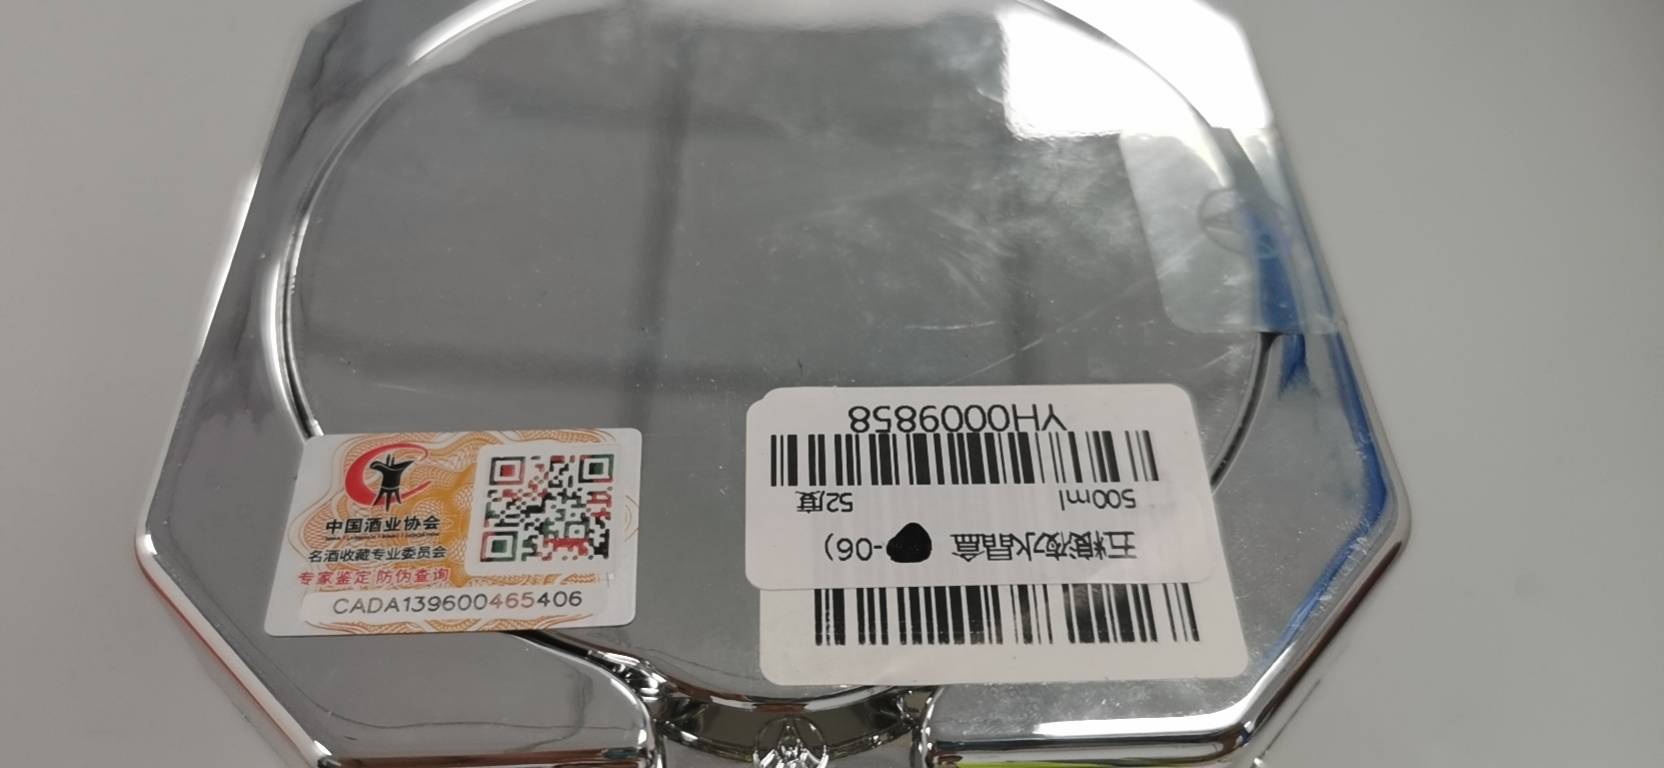 中国酒业协会
名酒收藏专业委员会
专家鉴定 防伪查询
CADA139600465406
五粮液水晶盒
-06)
500ml 52度
YH0009858